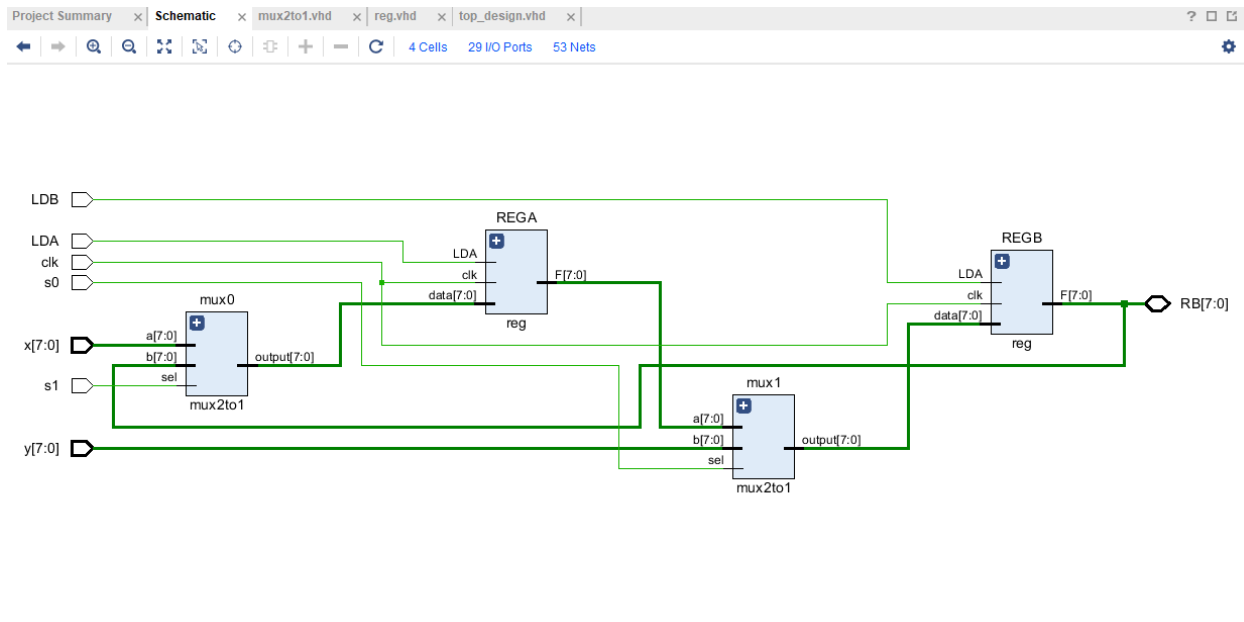 Project Summary × Schematic × mux2to1.vhd × reg.vhd × top_design.vhd × ?
4 Cells 29 I/O Ports 53 Nets
LDB
REGA
LDA
LDA
clk
clk
F[7:0]
s0
data[7:0]
reg
REGB
LDA
clk
F[7:0]
RB[7:0]
data[7:0]
reg
mux0
x[7:0]
a[7:0]
b[7:0]
output[7:0]
s1
sel
mux2to1
mux1
a[7:0]
y[7:0]
b[7:0]
output[7:0]
sel
mux2to1